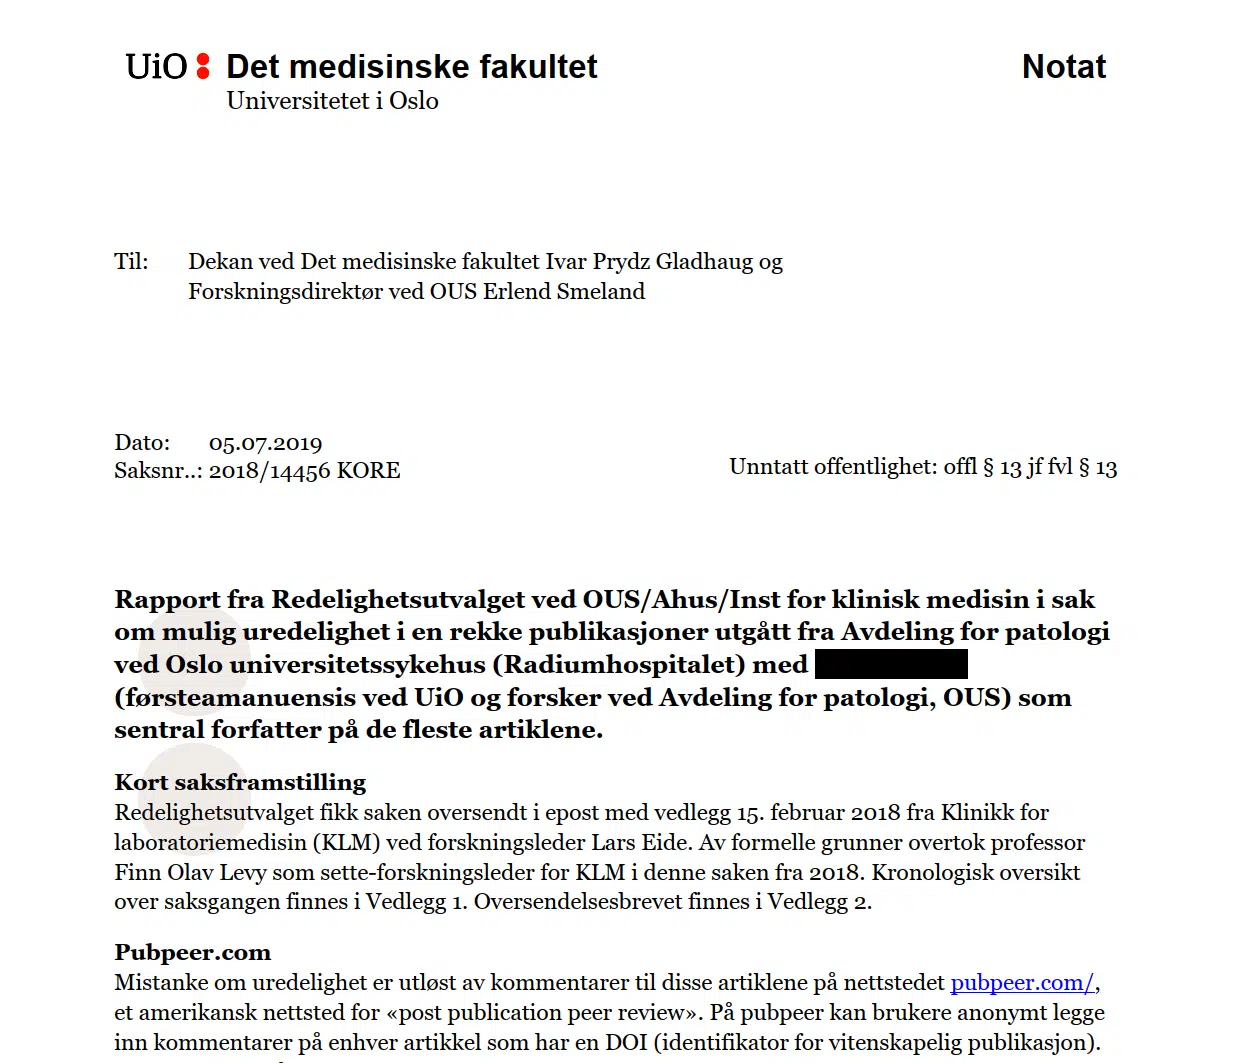 UiO Det medisinske fakultet Notat
Universitetet i Oslo
Til: Dekan ved Det medisinske fakultet Ivar Prydz Gladhaug og
Forskningsdirektør ved OUS Erlend Smeland
Dato: 05.07.2019
Saksnr..: 2018/14456 KORE
Unntatt offentlighet: offl § 13 jf fvl § 13
Rapport fra Redelighetsutvalget ved OUS/Ahus/Inst for klinisk medisin i sak
om mulig uredelighet i en rekke publikasjoner utgått fra Avdeling for patologi
ved Oslo universitetssykehus (Radiumhospitalet) med
(førsteamanuensis ved UiO og forsker ved Avdeling for patologi, OUS) som
sentral forfatter på de fleste artiklene.
Kort saksframstilling
Redelighetsutvalget fikk saken oversendt i epost med vedlegg 15. februar 2018 fra Klinikk for
laboratoriemedisin (KLM) ved forskningsleder Lars Eide. Av formelle grunner overtok professor
Finn Olav Levy som sette-forskningsleder for KLM i denne saken fra 2018. Kronologisk oversikt
over saksgangen finnes i Vedlegg 1. Oversendelsesbrevet finnes i Vedlegg 2.
Pubpeer.com
Mistanke om uredelighet er utløst av kommentarer til disse artiklene på nettstedet pubpeer.com/,
et amerikansk nettsted for «post publication peer review». På pubpeer kan brukere anonymt legge
inn kommentarer på enhver artikkel som har en DOI (identifikator for vitenskapelig publikasjon).